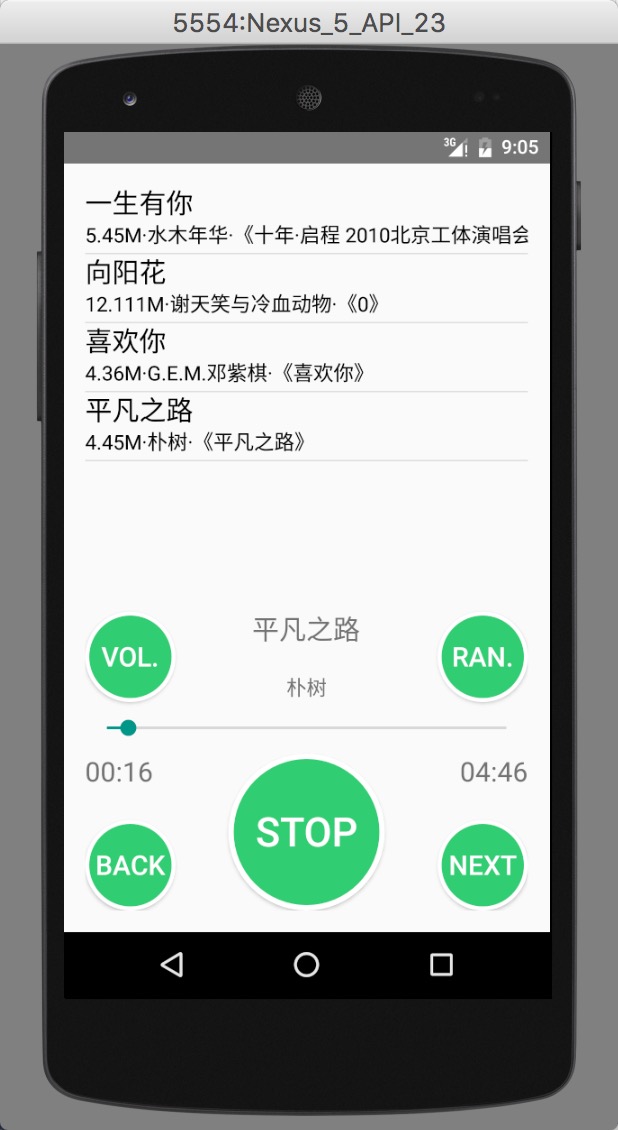 5554:Nexus_5_API_23
3G 9:05
一生有你
5.45M·水木年华·《十年·启程 2010北京工体演唱会
向阳花
12.111M·谢天笑与冷血动物·《0》
喜欢你
4.36M·G.E.M.邓紫棋·《喜欢你》
平凡之路
4.45M·朴树·《平凡之路》
VOL.
平凡之路
RAN.
朴树
00:16
04:46
BACK
STOP
NEXT